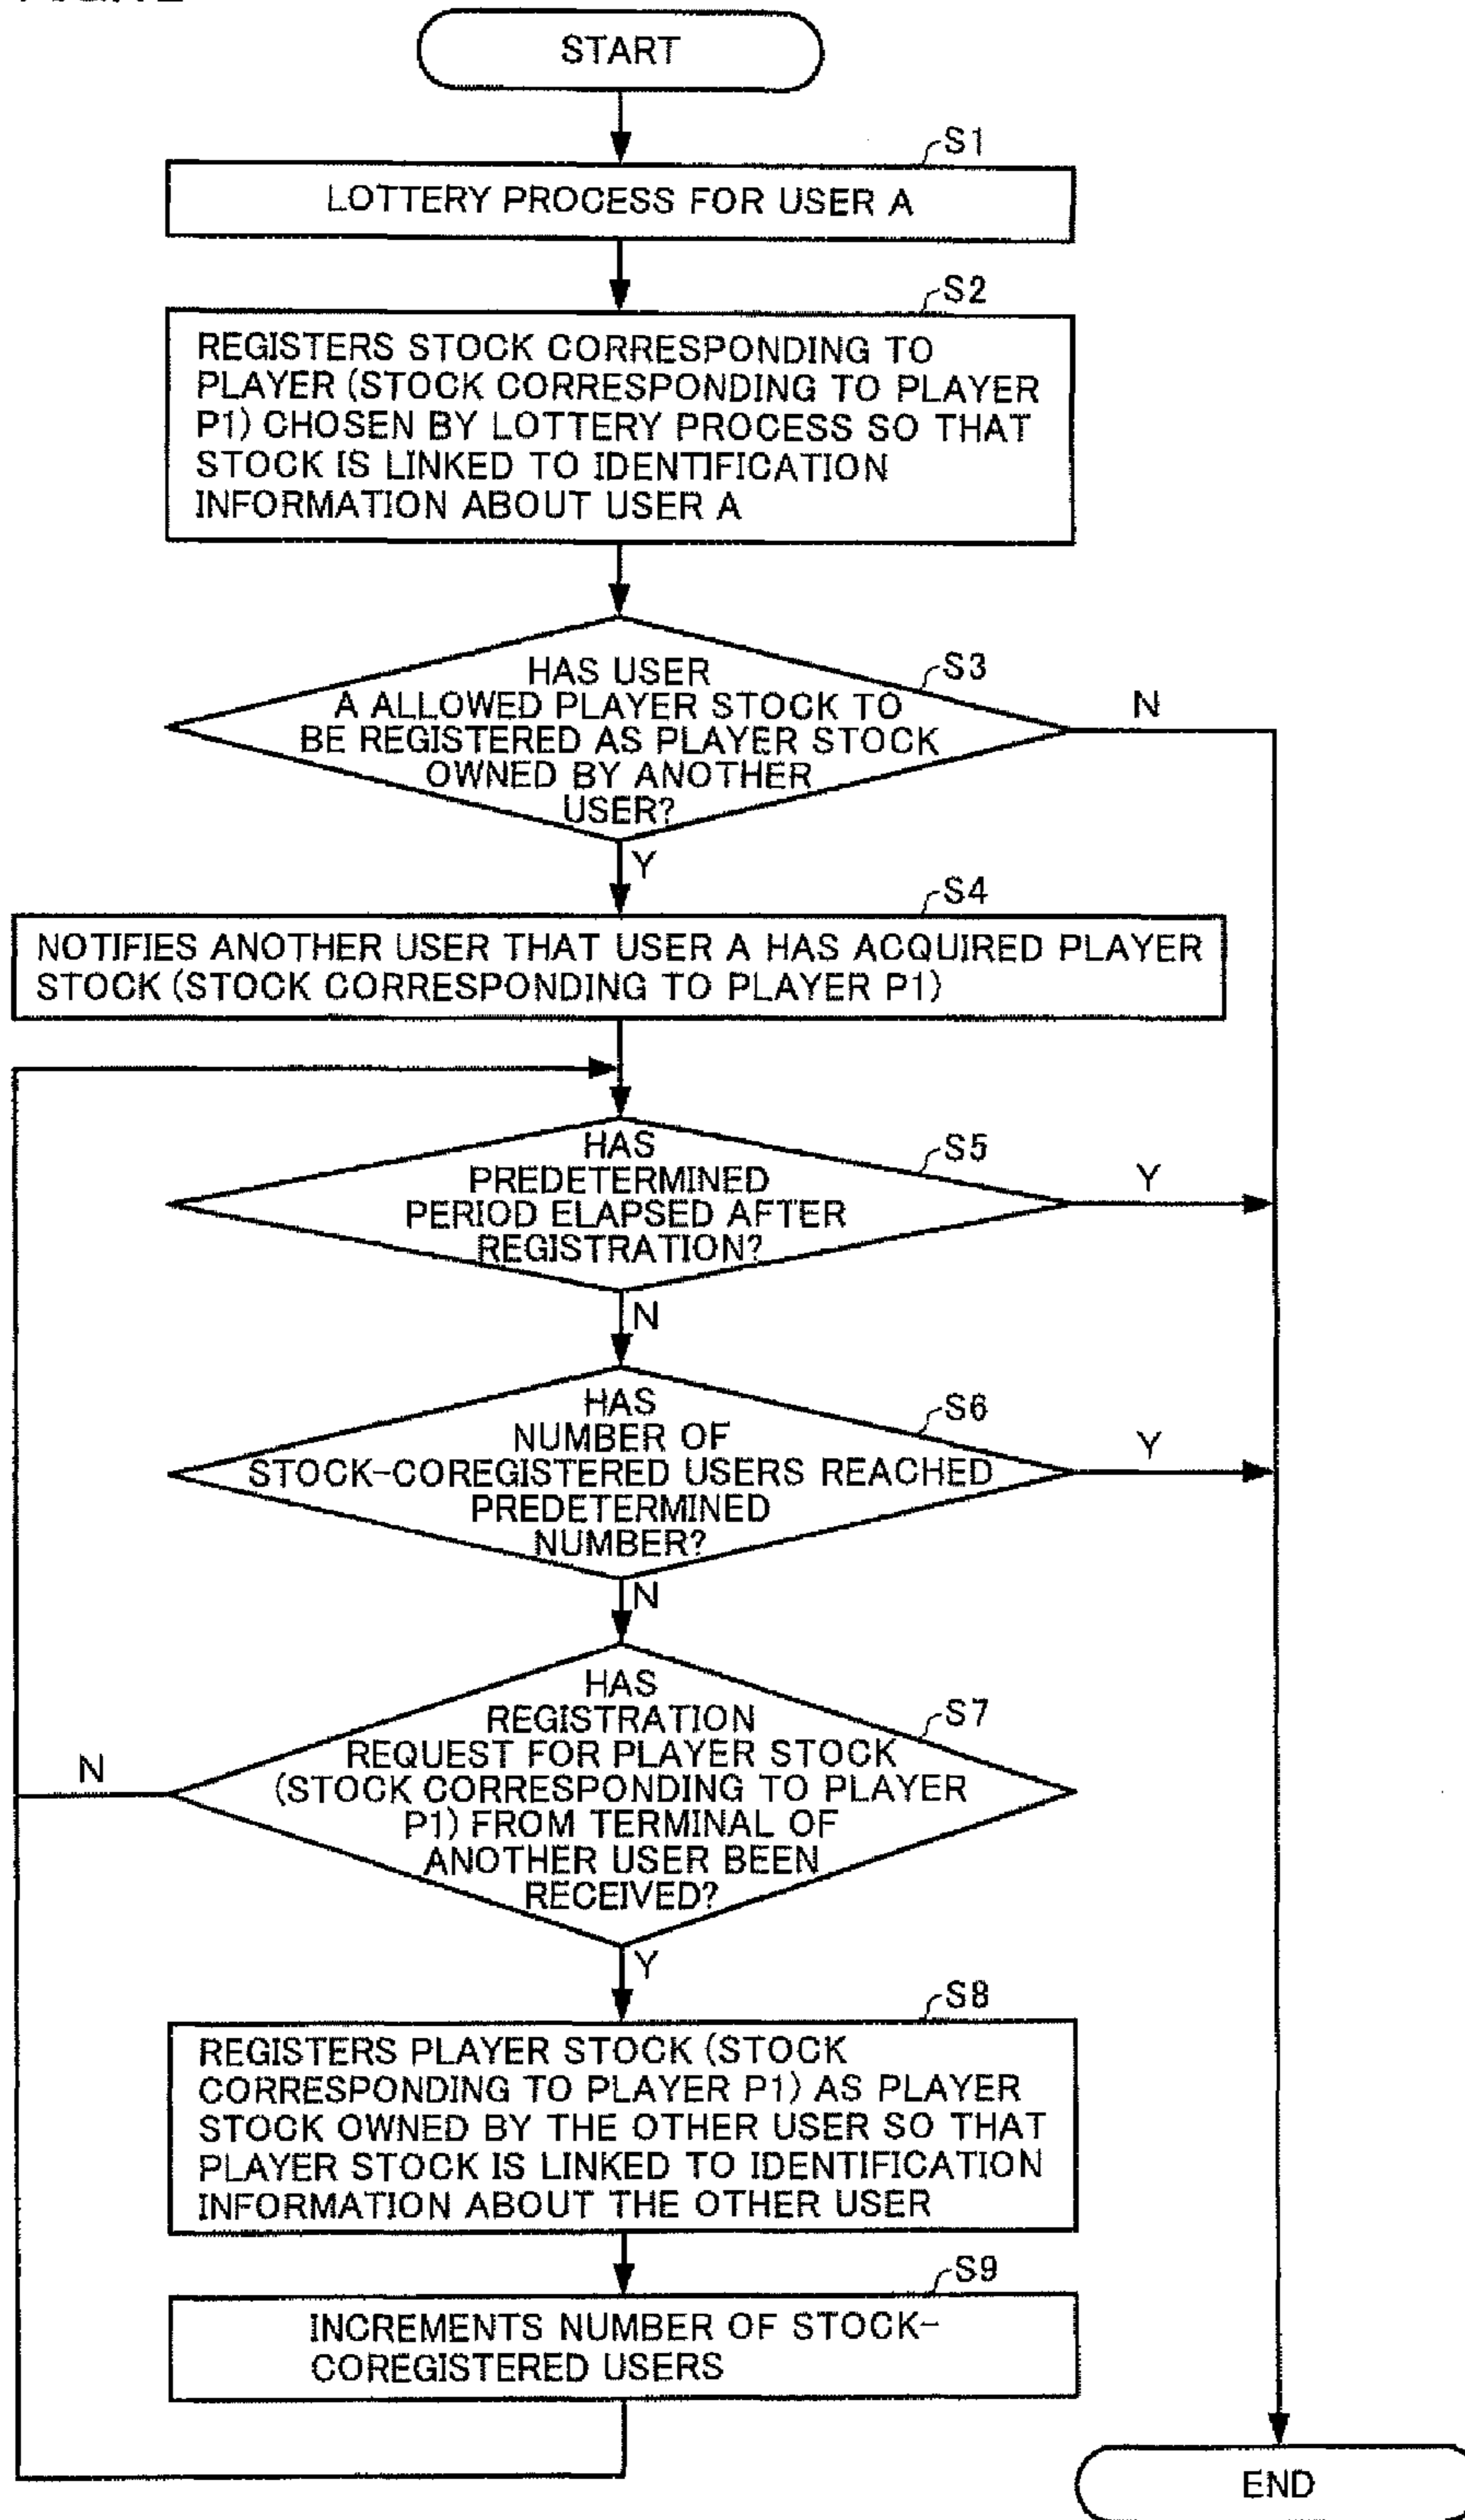 START
S1
LOTTERY PROCESS FOR USER A
S2
REGISTERS STOCK CORRESPONDING TO
PLAYER (STOCK CORRESPONDING TO PLAYER
P1) CHOSEN BY LOTTERY PROCESS SO THAT
STOCK IS LINKED TO IDENTIFICATION
INFORMATION ABOUT USER A
S3
HAS USER
A ALLOWED PLAYER STOCK TO
BE REGISTERED AS PLAYER STOCK
OWNED BY ANOTHER
USER?
N
Y
S4
NOTIFIES ANOTHER USER THAT USER A HAS ACQUIRED PLAYER
STOCK (STOCK CORRESPONDING TO PLAYER P1)
S5
HAS
PREDETERMINED
PERIOD ELAPSED AFTER
REGISTRATION?
Y
N
S6
HAS
NUMBER OF
STOCK-COREGISTERED USERS REACHED
PREDETERMINED
NUMBER?
Y
N
S7
HAS
REGISTRATION
REQUEST FOR PLAYER STOCK
(STOCK CORRESPONDING TO PLAYER
P1) FROM TERMINAL OF
ANOTHER USER BEEN
RECEIVED?
N
Y
S8
REGISTERS PLAYER STOCK (STOCK
CORRESPONDING TO PLAYER P1) AS PLAYER
STOCK OWNED BY THE OTHER USER SO THAT
PLAYER STOCK IS LINKED TO IDENTIFICATION
INFORMATION ABOUT THE OTHER USER
S9
INCREMENTS NUMBER OF STOCK-
COREGISTERED USERS
END